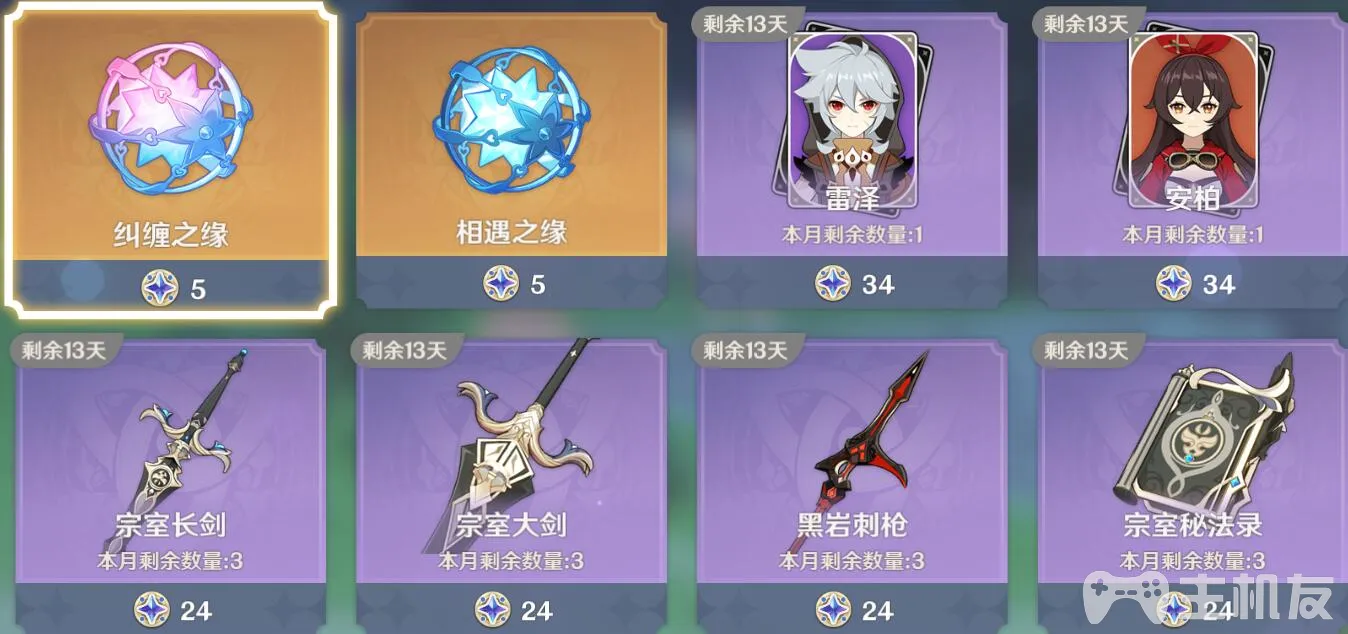 纠缠之缘
5
相遇之缘
5
剩余13天
雷泽
本月剩余数量:1
34
剩余13天
安柏
本月剩余数量:1
34
剩余13天
宗室长剑
本月剩余数量:3
24
剩余13天
宗室大剑
本月剩余数量:3
24
剩余13天
黑岩刺枪
本月剩余数量:3
24
剩余13天
宗室秘法录
本月剩余数量:3
24
主机友